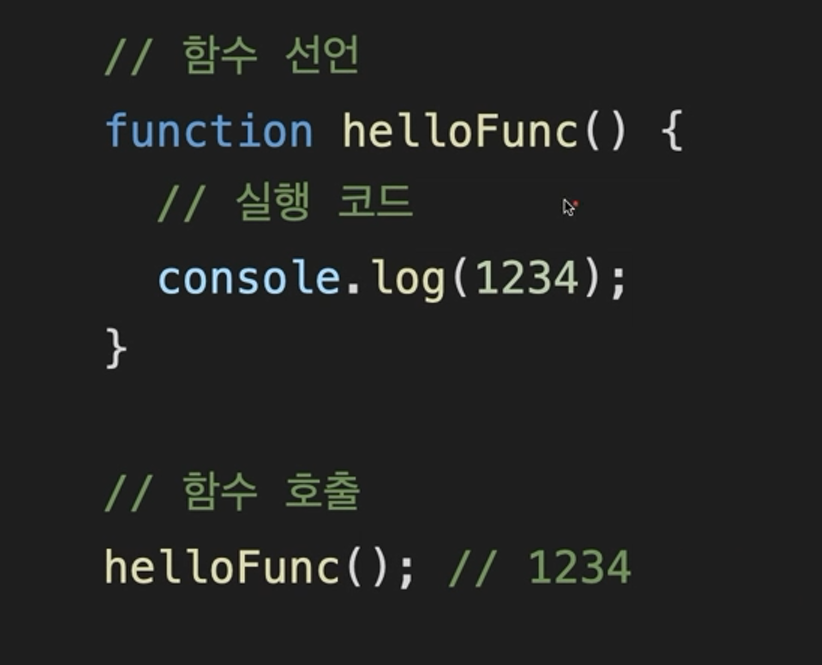 // 함수 선언
function helloFunc() {
  // 실행 코드
  console.log(1234);
}
// 함수 호출
helloFunc(); // 1234